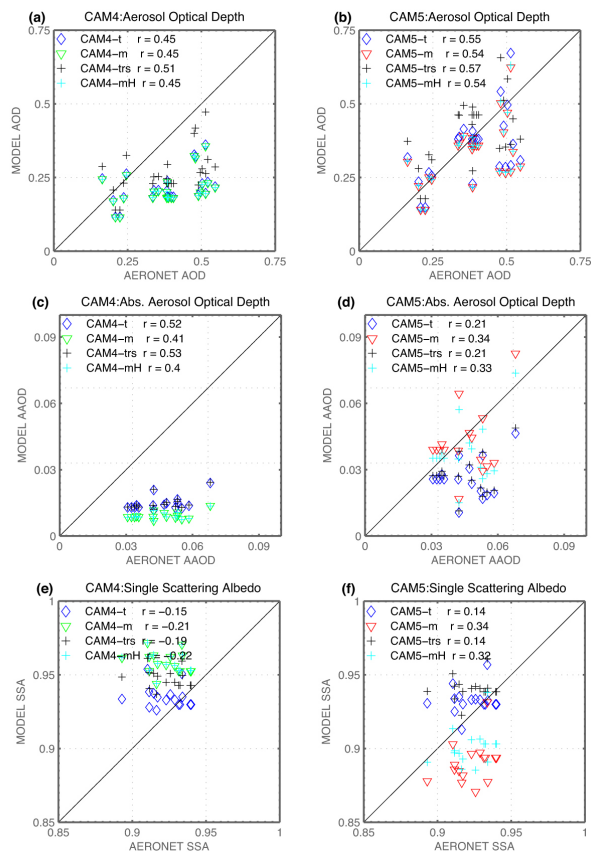 (a) CAM4:Aerosol Optical Depth
0.75
CAM4-t r = 0.45
CAM4-m r = 0.45
CAM4-trs r = 0.51
CAM4-mH r = 0.45
0.5
MODEL AOD
0.25
0
0 0.25 0.5 0.75
AERONET AOD
(b) CAM5:Aerosol Optical Depth
0.75
CAM5-t r = 0.55
CAM5-m r = 0.54
CAM5-trs r = 0.57
CAM5-mH r = 0.54
0.5
MODEL AOD
0.25
0
0 0.25 0.5 0.75
AERONET AOD
(c) CAM4:Abs. Aerosol Optical Depth
0.09
CAM4-t r = 0.52
CAM4-m r = 0.41
CAM4-trs r = 0.53
CAM4-mH r = 0.4
0.06
MODEL AAOD
0.03
0
0 0.03 0.06 0.09
AERONET AAOD
(d) CAM5:Abs. Aerosol Optical Depth
0.09
CAM5-t r = 0.21
CAM5-m r = 0.34
CAM5-trs r = 0.21
CAM5-mH r = 0.33
0.06
MODEL AAOD
0.03
0
0 0.03 0.06 0.09
AERONET AAOD
(e) CAM4:Single Scattering Albedo
1
CAM4-t r = -0.15
CAM4-m r = -0.21
CAM4-trs r = -0.19
CAM4-mH r = -0.22
0.95
MODEL SSA
0.9
0.85
0.85 0.9 0.95 1
AERONET SSA
(f) CAM5:Single Scattering Albedo
1
CAM5-t r = 0.14
CAM5-m r = 0.34
CAM5-trs r = 0.14
CAM5-mH r = 0.32
0.95
MODEL SSA
0.9
0.85
0.85 0.9 0.95 1
AERONET SSA